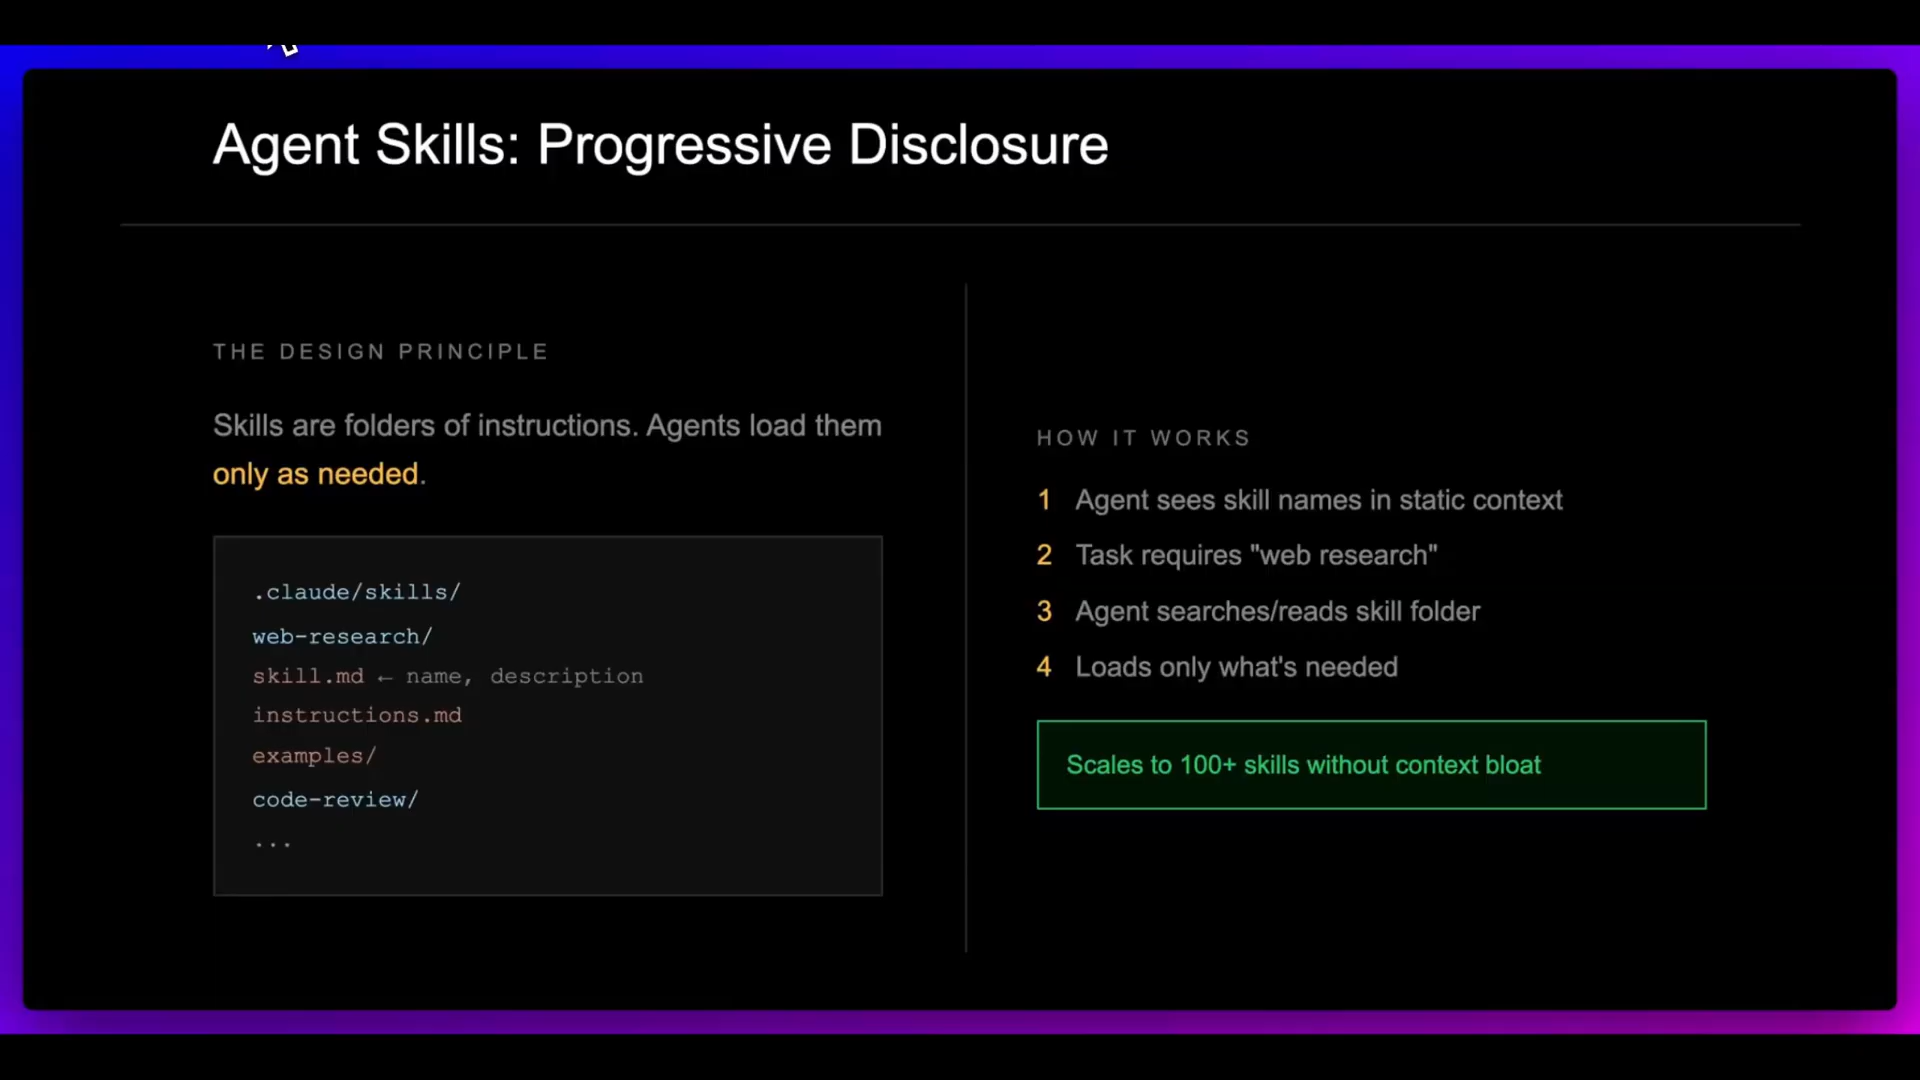 Agent Skills: Progressive Disclosure
THE DESIGN PRINCIPLE
Skills are folders of instructions. Agents load them
only as needed.
.claude/skills/
web-research/
skill.md ← name, description
instructions.md
examples/
code-review/
...
HOW IT WORKS
1 Agent sees skill names in static context
2 Task requires "web research"
3 Agent searches/reads skill folder
4 Loads only what's needed
Scales to 100+ skills without context bloat